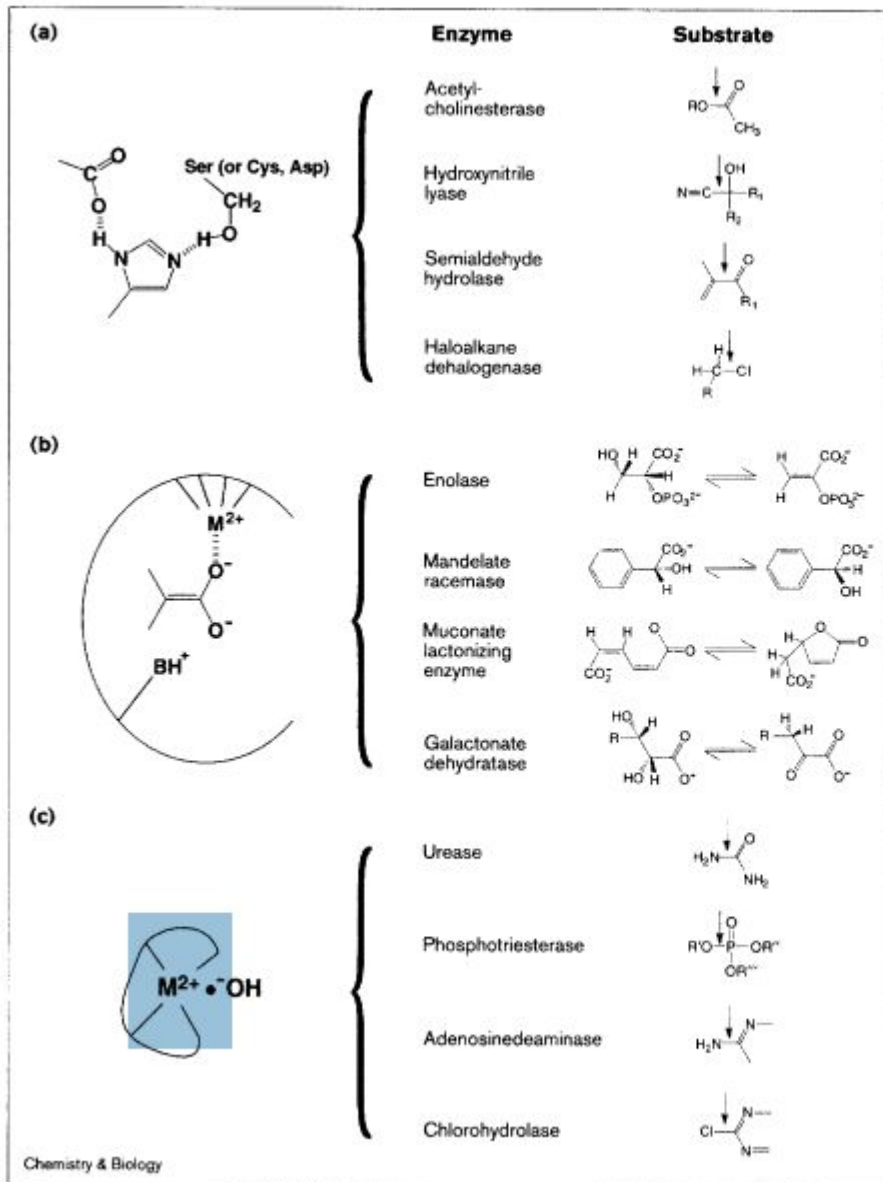 (a)
Enzyme Substrate
Acetyl-
cholinesterase
RO O
CH₃
C O
O
H N N H O
CH₂
Ser (or Cys, Asp)
Hydroxynitrile
lyase
OH
N≡C R₁
R₂
Semialdehyde
hydrolase
O
R₁
Haloalkane
dehalogenase
H
H C Cl
R
(b)
M²⁺
O⁻
O⁻
BH⁺
Enolase
HO H CO₂⁻
H
OPO₃²⁻
H CO₂⁻
H OPO₃²⁻
Mandelate
racemase
CO₂⁻
OH
H
CO₂⁻
H
OH
Muconate
lactonizing
enzyme
H H O
O
CO₂⁻
O O
H
H
H CO₂⁻
Galactonate
dehydratase
HO H
R O
HO H O⁻
H H
R O
O O⁻
(c)
M²⁺ •⁻OH
Urease
H₂N O
NH₂
Phosphotriesterase
O
R'O P OR''
OR'''
Adenosinedeaminase
H₂N N
Chlorohydrolase
Cl N
N
Chemistry & Biology